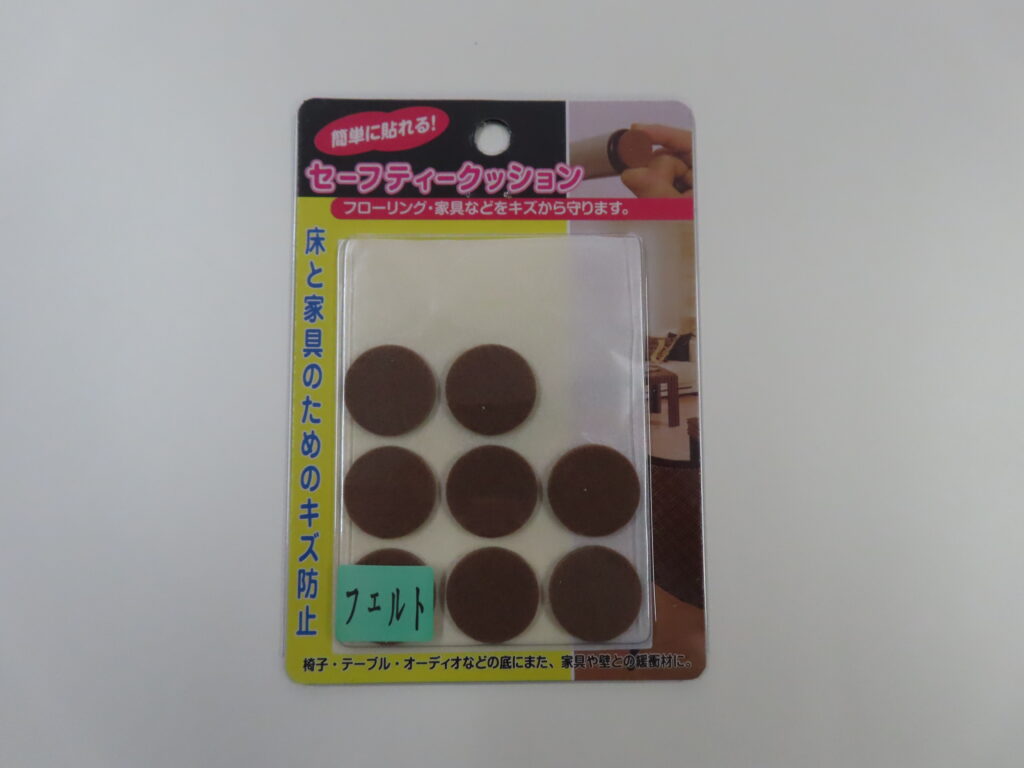 簡単に貼れる!
セーフティークッション
フローリング・家具などをキズから守ります。
床と家具のためのキズ防止
フェルト
椅子・テーブル・オーディオなどの底にまた、家具や壁との緩衝材に。